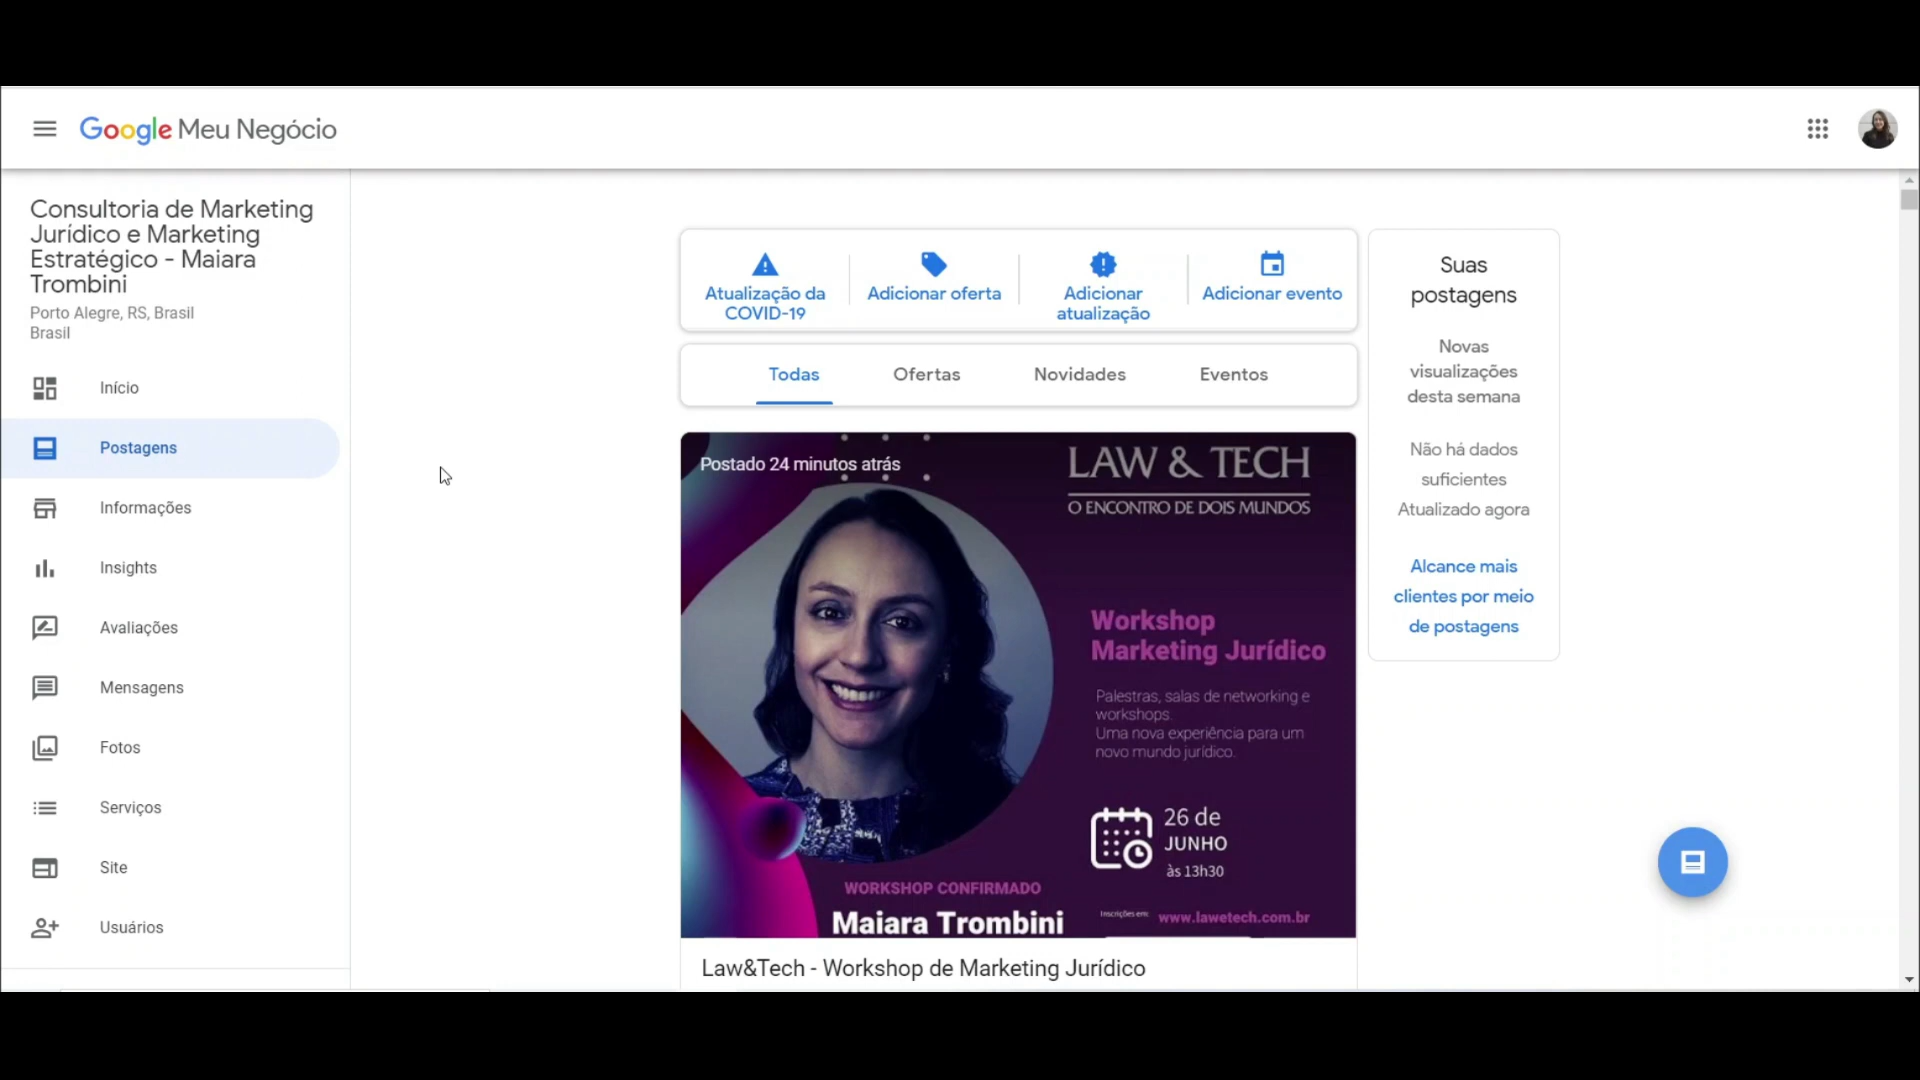 Google Meu Negócio
Consultoria de Marketing
Jurídico e Marketing
Estratégico - Maiara
Trombini
Porto Alegre, RS, Brasil
Brasil
Início
Postagens
Informações
Insights
Avaliações
Mensagens
Fotos
Serviços
Site
Usuários
Atualização da
COVID-19
Adicionar oferta
Adicionar
atualização
Adicionar evento
Todas
Ofertas
Novidades
Eventos
Postado 24 minutos atrás
LAW & TECH
O ENCONTRO DE DOIS MUNDOS
Workshop
Marketing Jurídico
Palestras, salas de networking e
workshops.
Uma nova experiência para um
novo mundo jurídico.
26 de
JUNHO
às 13h30
WORKSHOP CONFIRMADO
Maiara Trombini
Inscrições em: www.lawetech.com.br
Law&Tech - Workshop de Marketing Jurídico
Suas
postagens
Novas
visualizações
desta semana
Não há dados
suficientes
Atualizado agora
Alcance mais
clientes por meio
de postagens